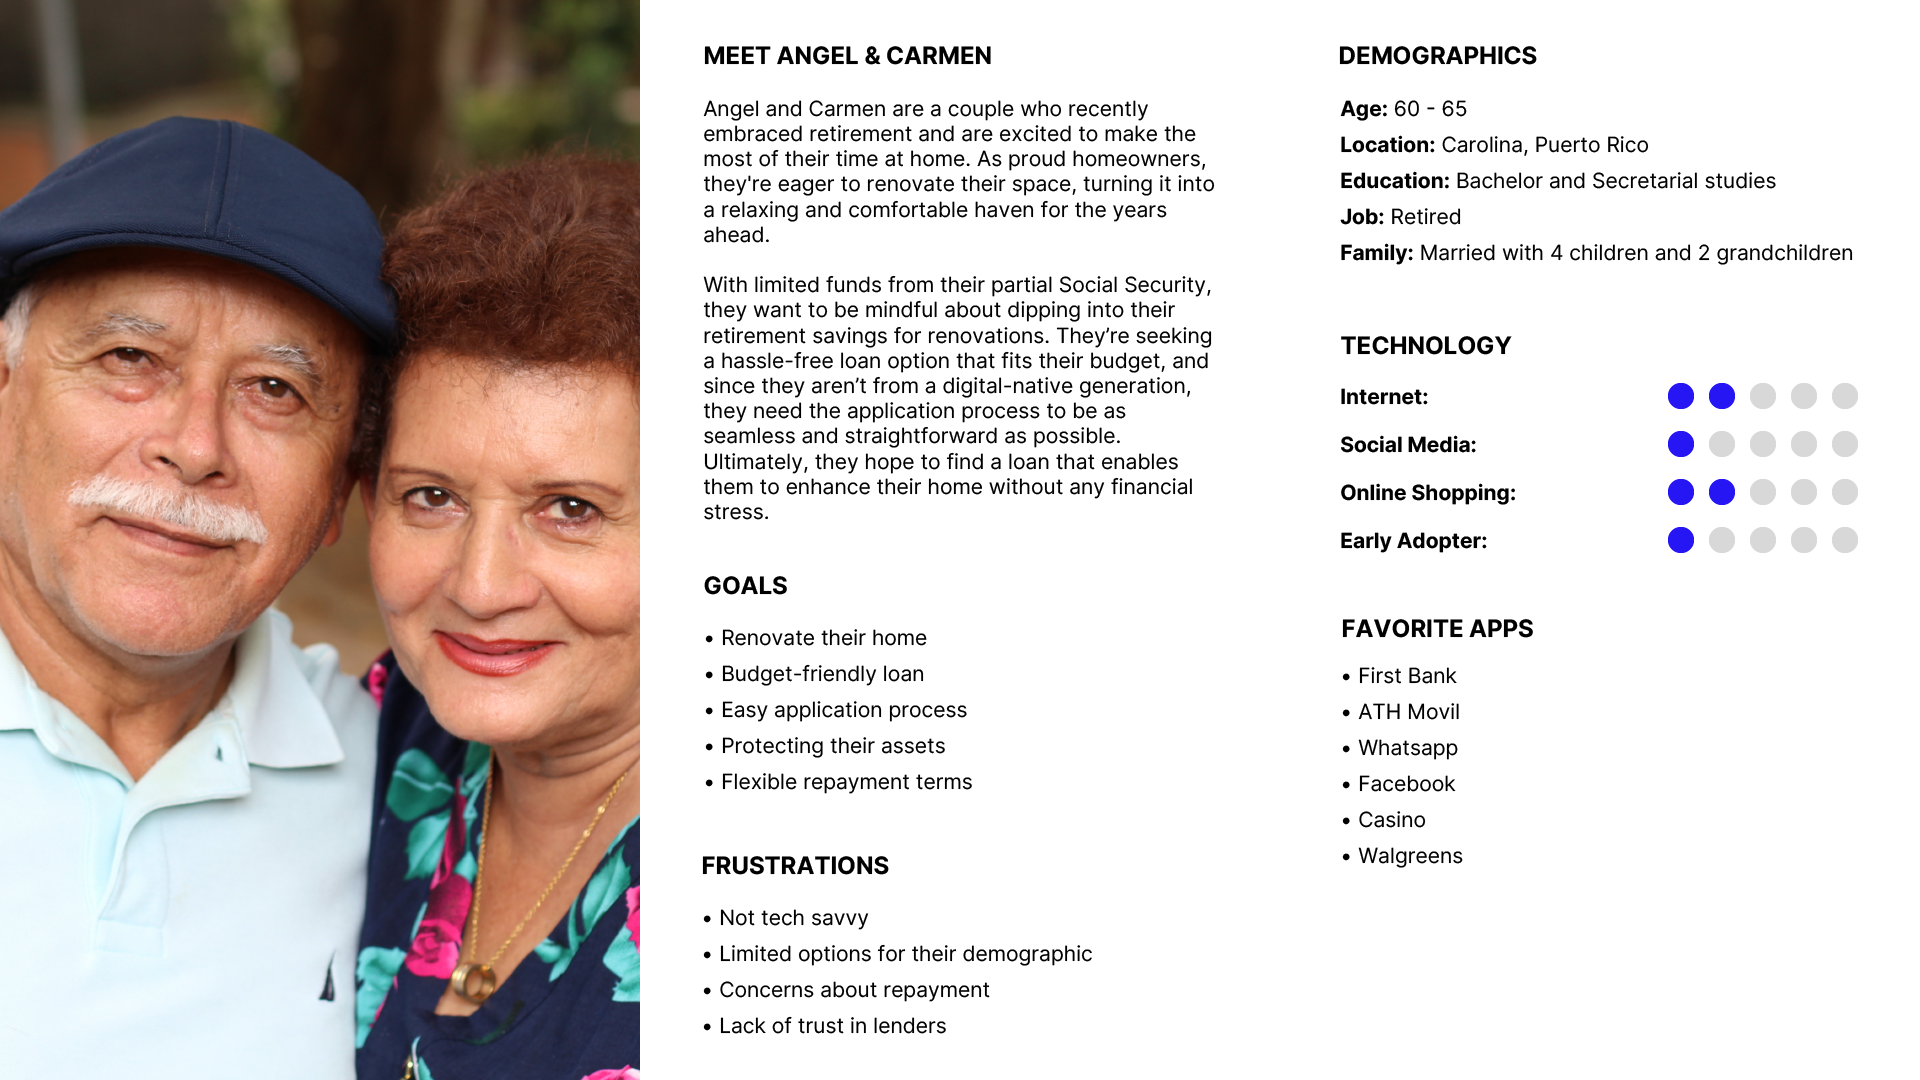 MEET ANGEL & CARMEN
Angel and Carmen are a couple who recently
embraced retirement and are excited to make the
most of their time at home. As proud homeowners,
they're eager to renovate their space, turning it into
a relaxing and comfortable haven for the years
ahead.
With limited funds from their partial Social Security,
they want to be mindful about dipping into their
retirement savings for renovations. They’re seeking
a hassle-free loan option that fits their budget, and
since they aren’t from a digital-native generation,
they need the application process to be as
seamless and straightforward as possible.
Ultimately, they hope to find a loan that enables
them to enhance their home without any financial
stress.
GOALS
• Renovate their home
• Budget-friendly loan
• Easy application process
• Protecting their assets
• Flexible repayment terms
FRUSTRATIONS
• Not tech savvy
• Limited options for their demographic
• Concerns about repayment
• Lack of trust in lenders
DEMOGRAPHICS
Age: 60 - 65
Location: Carolina, Puerto Rico
Education: Bachelor and Secretarial studies
Job: Retired
Family: Married with 4 children and 2 grandchildren
TECHNOLOGY
Internet:
Social Media:
Online Shopping:
Early Adopter:
FAVORITE APPS
• First Bank
• ATH Movil
• Whatsapp
• Facebook
• Casino
• Walgreens